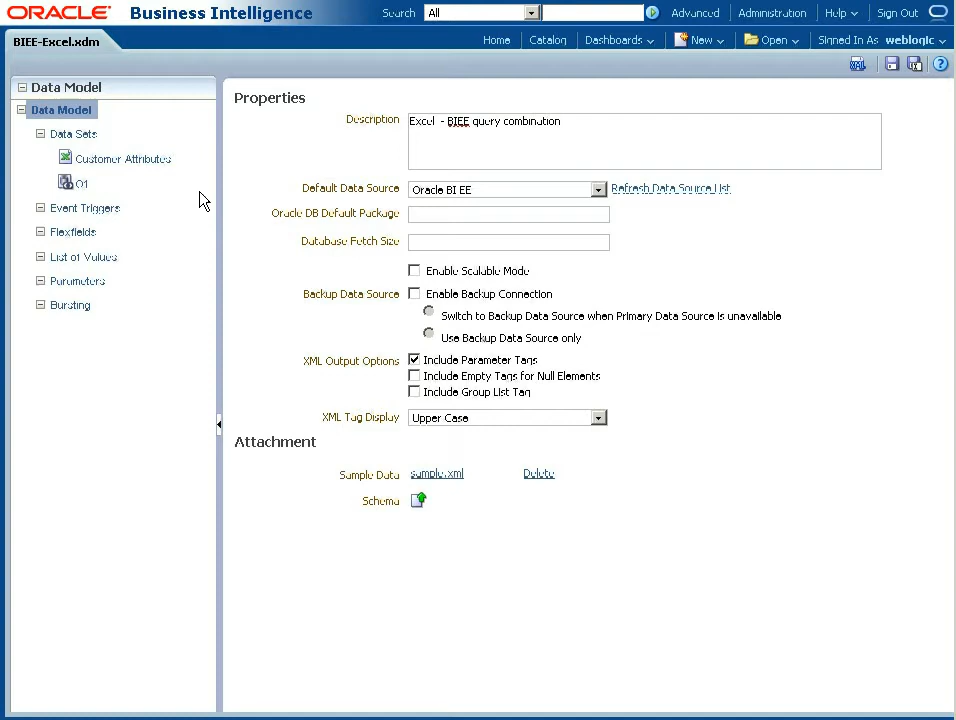 ORACLE Business Intelligence Search All Advanced Administration Help Sign Out
BIEE-Excel.xdm Home Catalog Dashboards New Open Signed In As weblogic
XML
Data Model
Data Model
Data Sets
Customer Attributes
O1
Event Triggers
Flexfields
List of Values
Parameters
Bursting
Properties
Description Excel - BIEE query combination
Default Data Source Oracle BI EE Refresh Data Source List
Oracle DB Default Package
Database Fetch Size
Enable Scalable Mode
Backup Data Source Enable Backup Connection
Switch to Backup Data Source when Primary Data Source is unavailable
Use Backup Data Source only
XML Output Options Include Parameter Tags
Include Empty Tags for Null Elements
Include Group List Tag
XML Tag Display Upper Case
Attachment
Sample Data sample.xml Delete
Schema